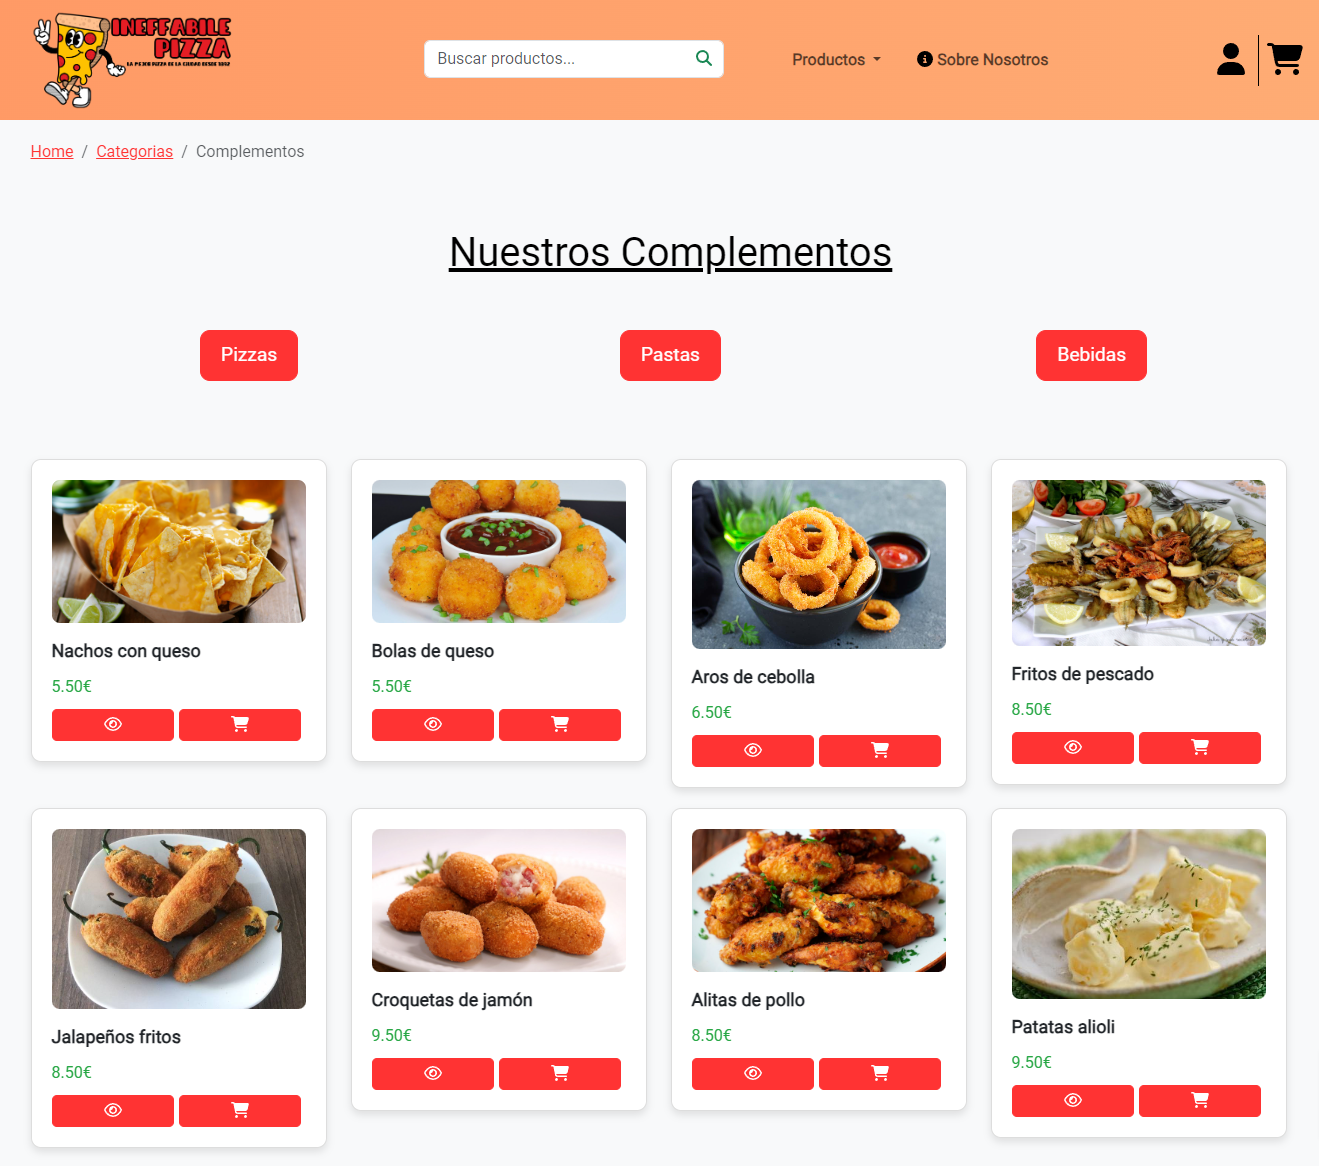 INEFFABILE
PIZZA
LA MEJOR PIZZA DE LA CIUDAD DESDE 2012
Buscar productos...
Productos
Sobre Nosotros
Home / Categorias / Complementos
Nuestros Complementos
Pizzas
Pastas
Bebidas
Nachos con queso
5.50€
Bolas de queso
5.50€
Aros de cebolla
6.50€
Fritos de pescado
8.50€
Jalapeños fritos
8.50€
Croquetas de jamón
9.50€
Alitas de pollo
8.50€
Patatas alioli
9.50€